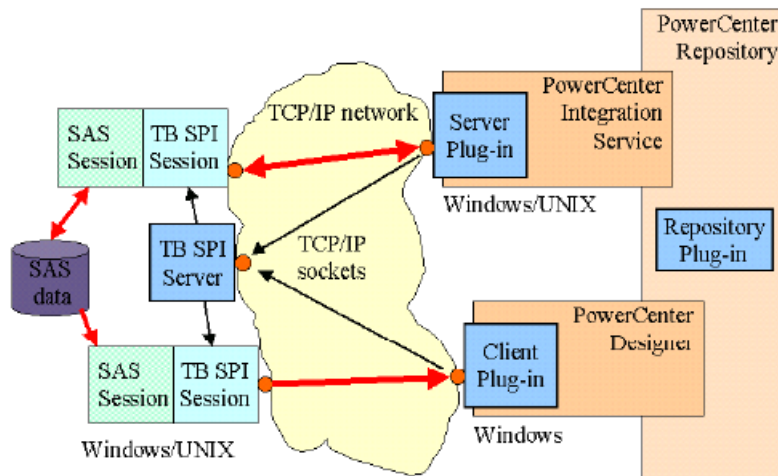 PowerCenter
Repository
PowerCenter
Integration
Service
TCP/IP network
Server
Plug-in
SAS
Session
TB SPI
Session
Windows/UNIX
Repository
Plug-in
TB SPI
Server
TCP/IP
sockets
SAS
data
PowerCenter
Designer
Client
Plug-in
SAS
Session
TB SPI
Session
Windows/UNIX
Windows